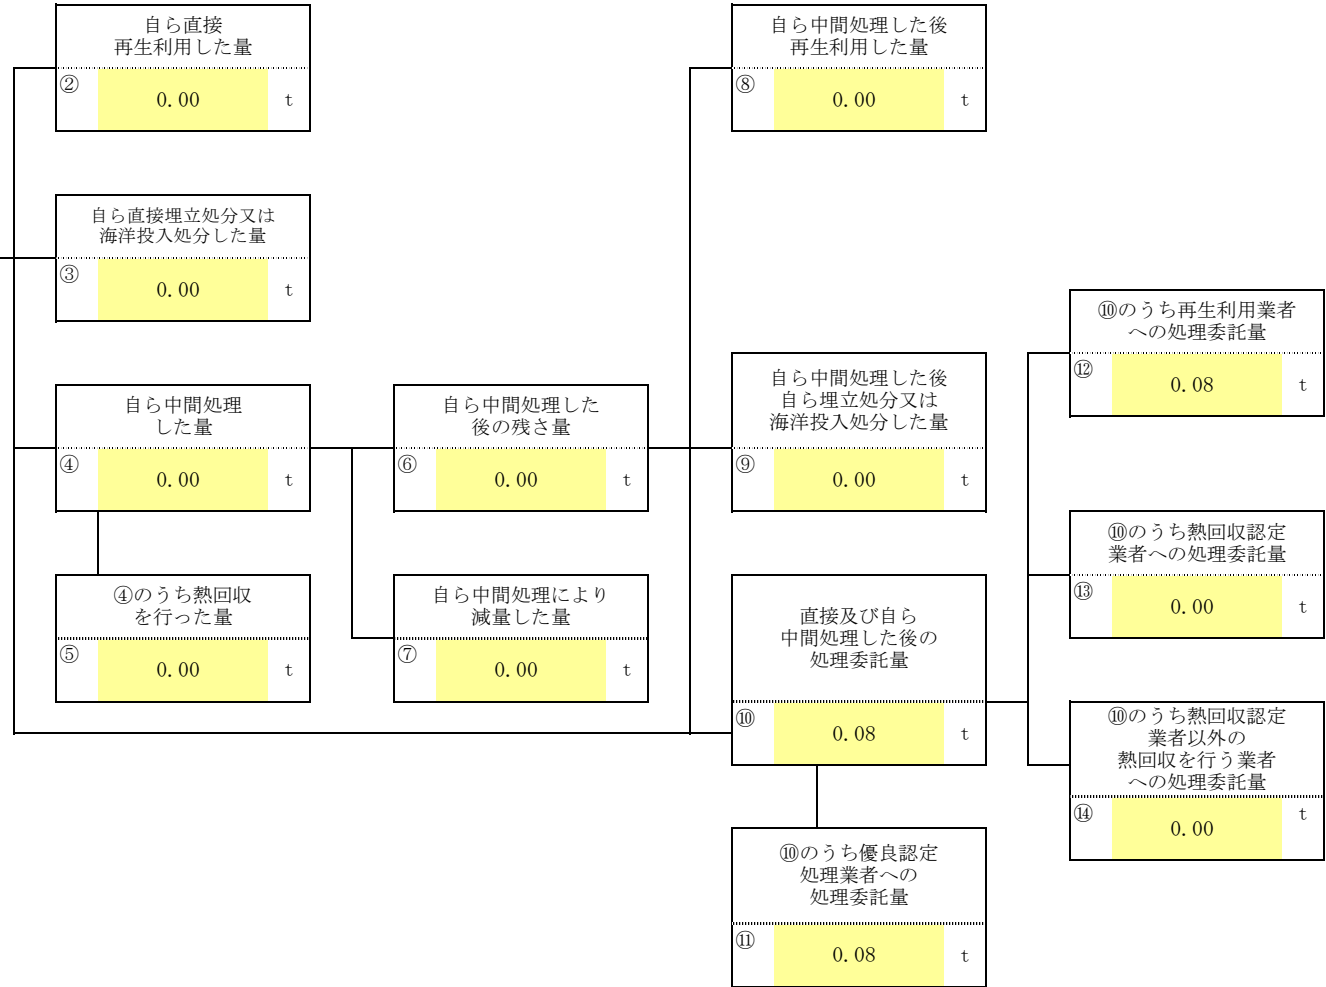 自ら直接
再生利用した量
② 0.00 t
自ら直接埋立処分又は
海洋投入処分した量
③ 0.00 t
自ら中間処理
した量
④ 0.00 t
④のうち熱回収
を行った量
⑤ 0.00 t
自ら中間処理した
後の残さ量
⑥ 0.00 t
自ら中間処理により
減量した量
⑦ 0.00 t
自ら中間処理した後
再生利用した量
⑧ 0.00 t
自ら中間処理した後
自ら埋立処分又は
海洋投入処分した量
⑨ 0.00 t
直接及び自ら
中間処理した後の
処理委託量
⑩ 0.08 t
⑩のうち優良認定
処理業者への
処理委託量
⑪ 0.08 t
⑩のうち再生利用業者
への処理委託量
⑫ 0.08 t
⑩のうち熱回収認定
業者への処理委託量
⑬ 0.00 t
⑩のうち熱回収認定
業者以外の
熱回収を行う業者
への処理委託量
⑭ 0.00 t